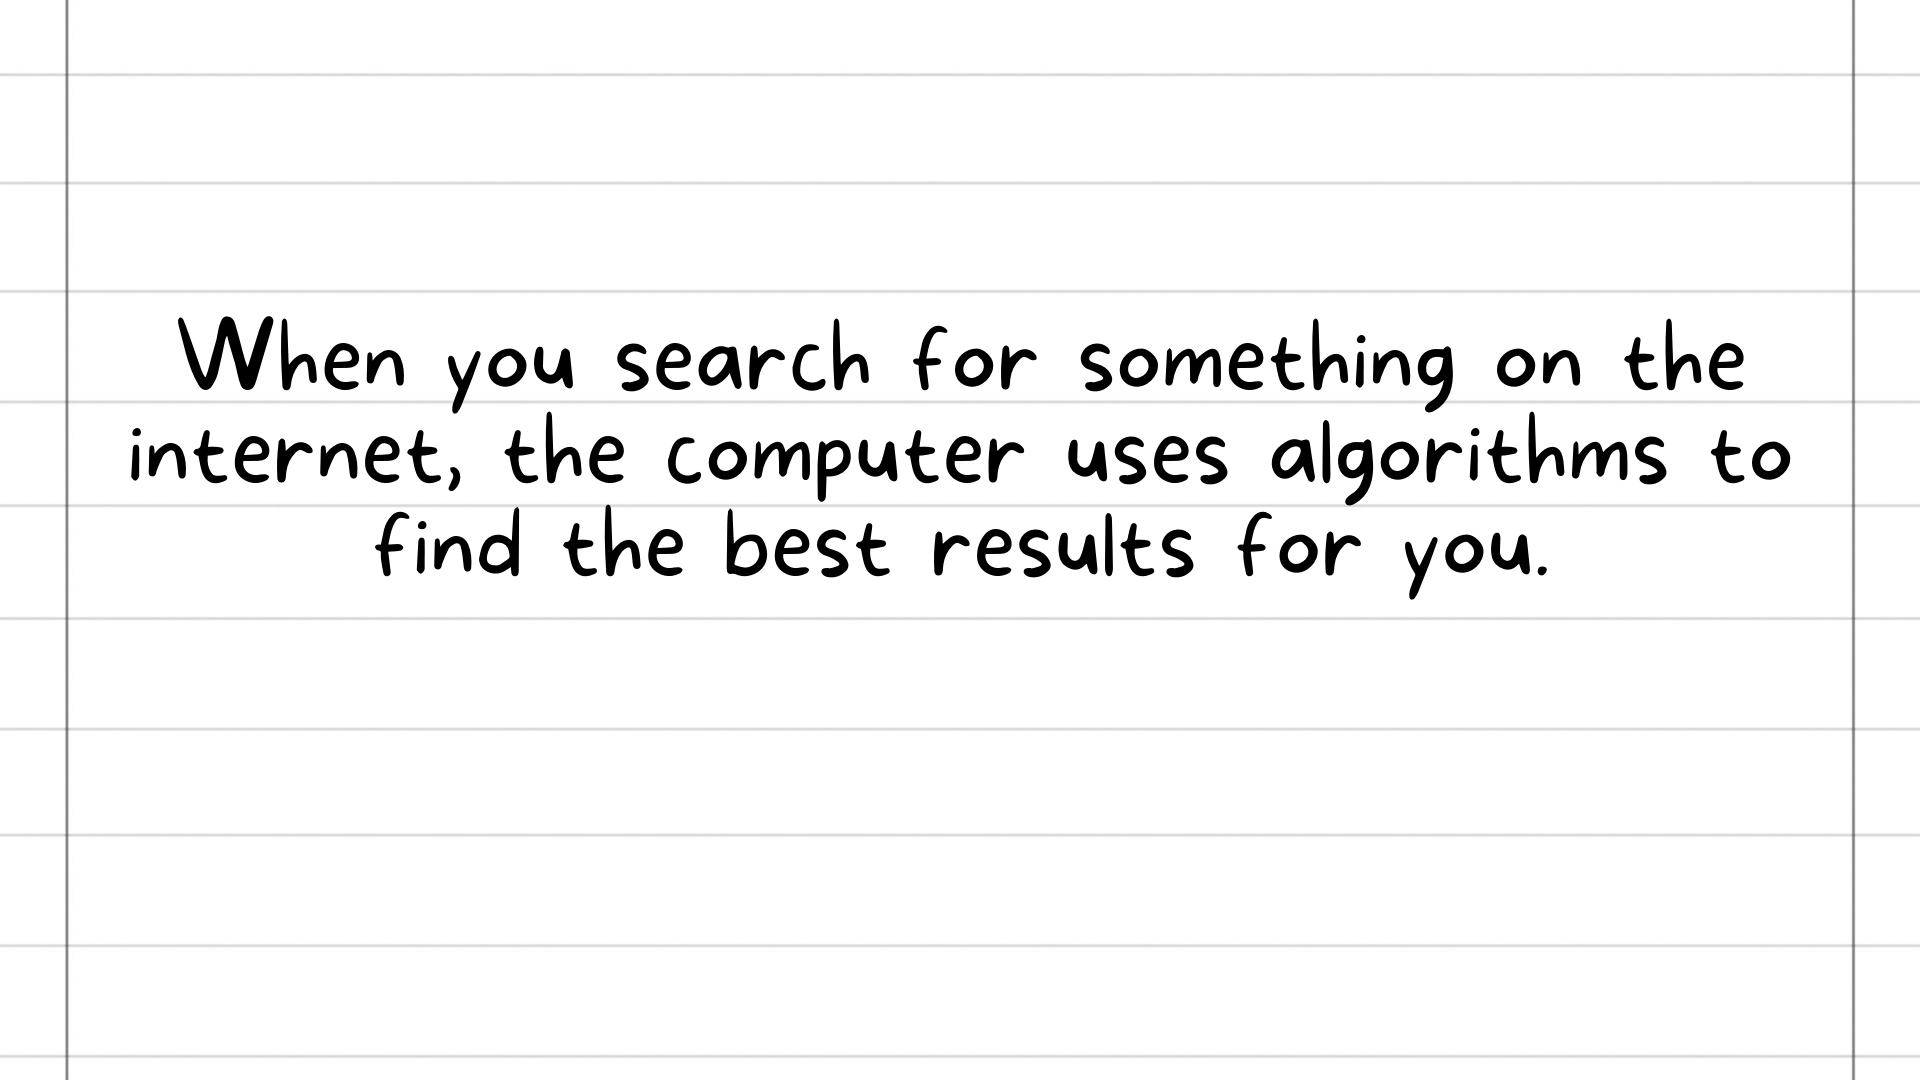 When you search for something on the
internet, the computer uses algorithms to
find the best results for you.